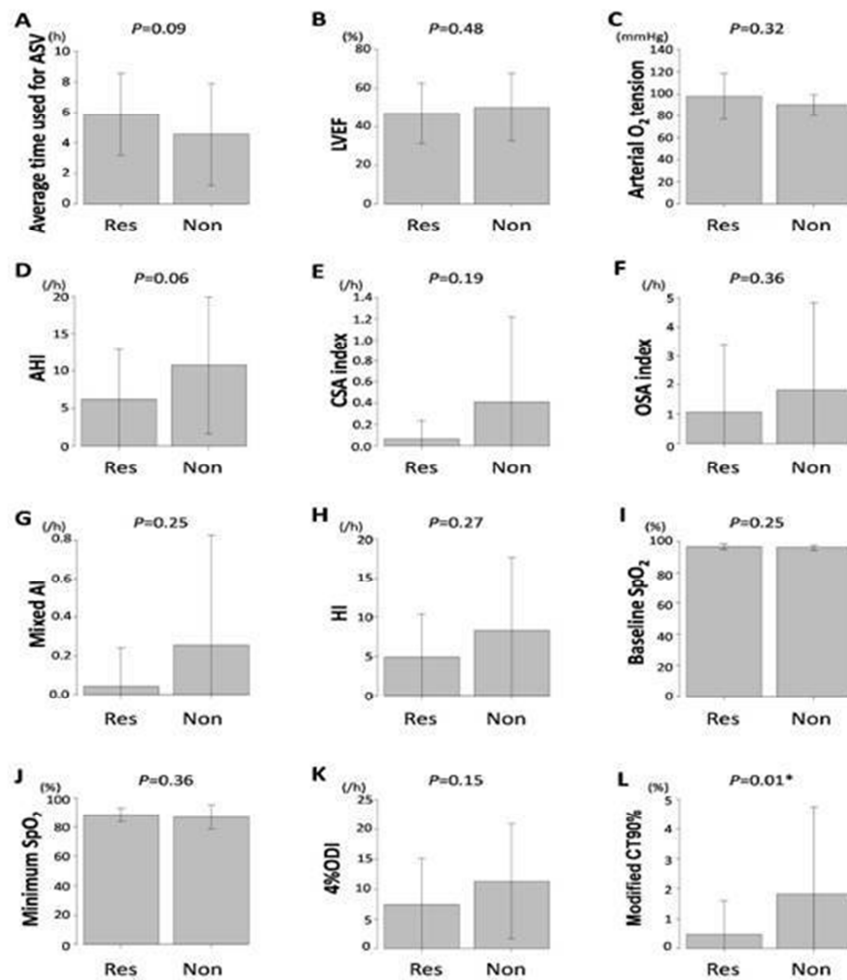 A (h) P=0.09
Average time used for ASV
10
8
6
4
2
0
Res Non
B (%) P=0.48
LVEF
80
60
40
20
0
Res Non
C (mmHg) P=0.32
Arterial O₂ tension
140
120
100
80
60
40
20
0
Res Non
D (/h) P=0.06
AHI
20
15
10
5
0
Res Non
E (/h) P=0.19
CSA index
1.4
1.2
1.0
0.8
0.6
0.4
0.2
0.0
Res Non
F (/h) P=0.36
OSA index
5
4
3
2
1
0
Res Non
G (/h) P=0.25
Mixed AI
0.8
0.6
0.4
0.2
0.0
Res Non
H (/h) P=0.27
HI
20
15
10
5
0
Res Non
I (%) P=0.25
Baseline SpO₂
100
80
60
40
20
0
Res Non
J (%) P=0.36
Minimum SpO₂
100
80
60
40
20
0
Res Non
K (/h) P=0.15
4%ODI
25
20
15
10
5
0
Res Non
L (%) P=0.01*
Modified CT90%
5
4
3
2
1
0
Res Non